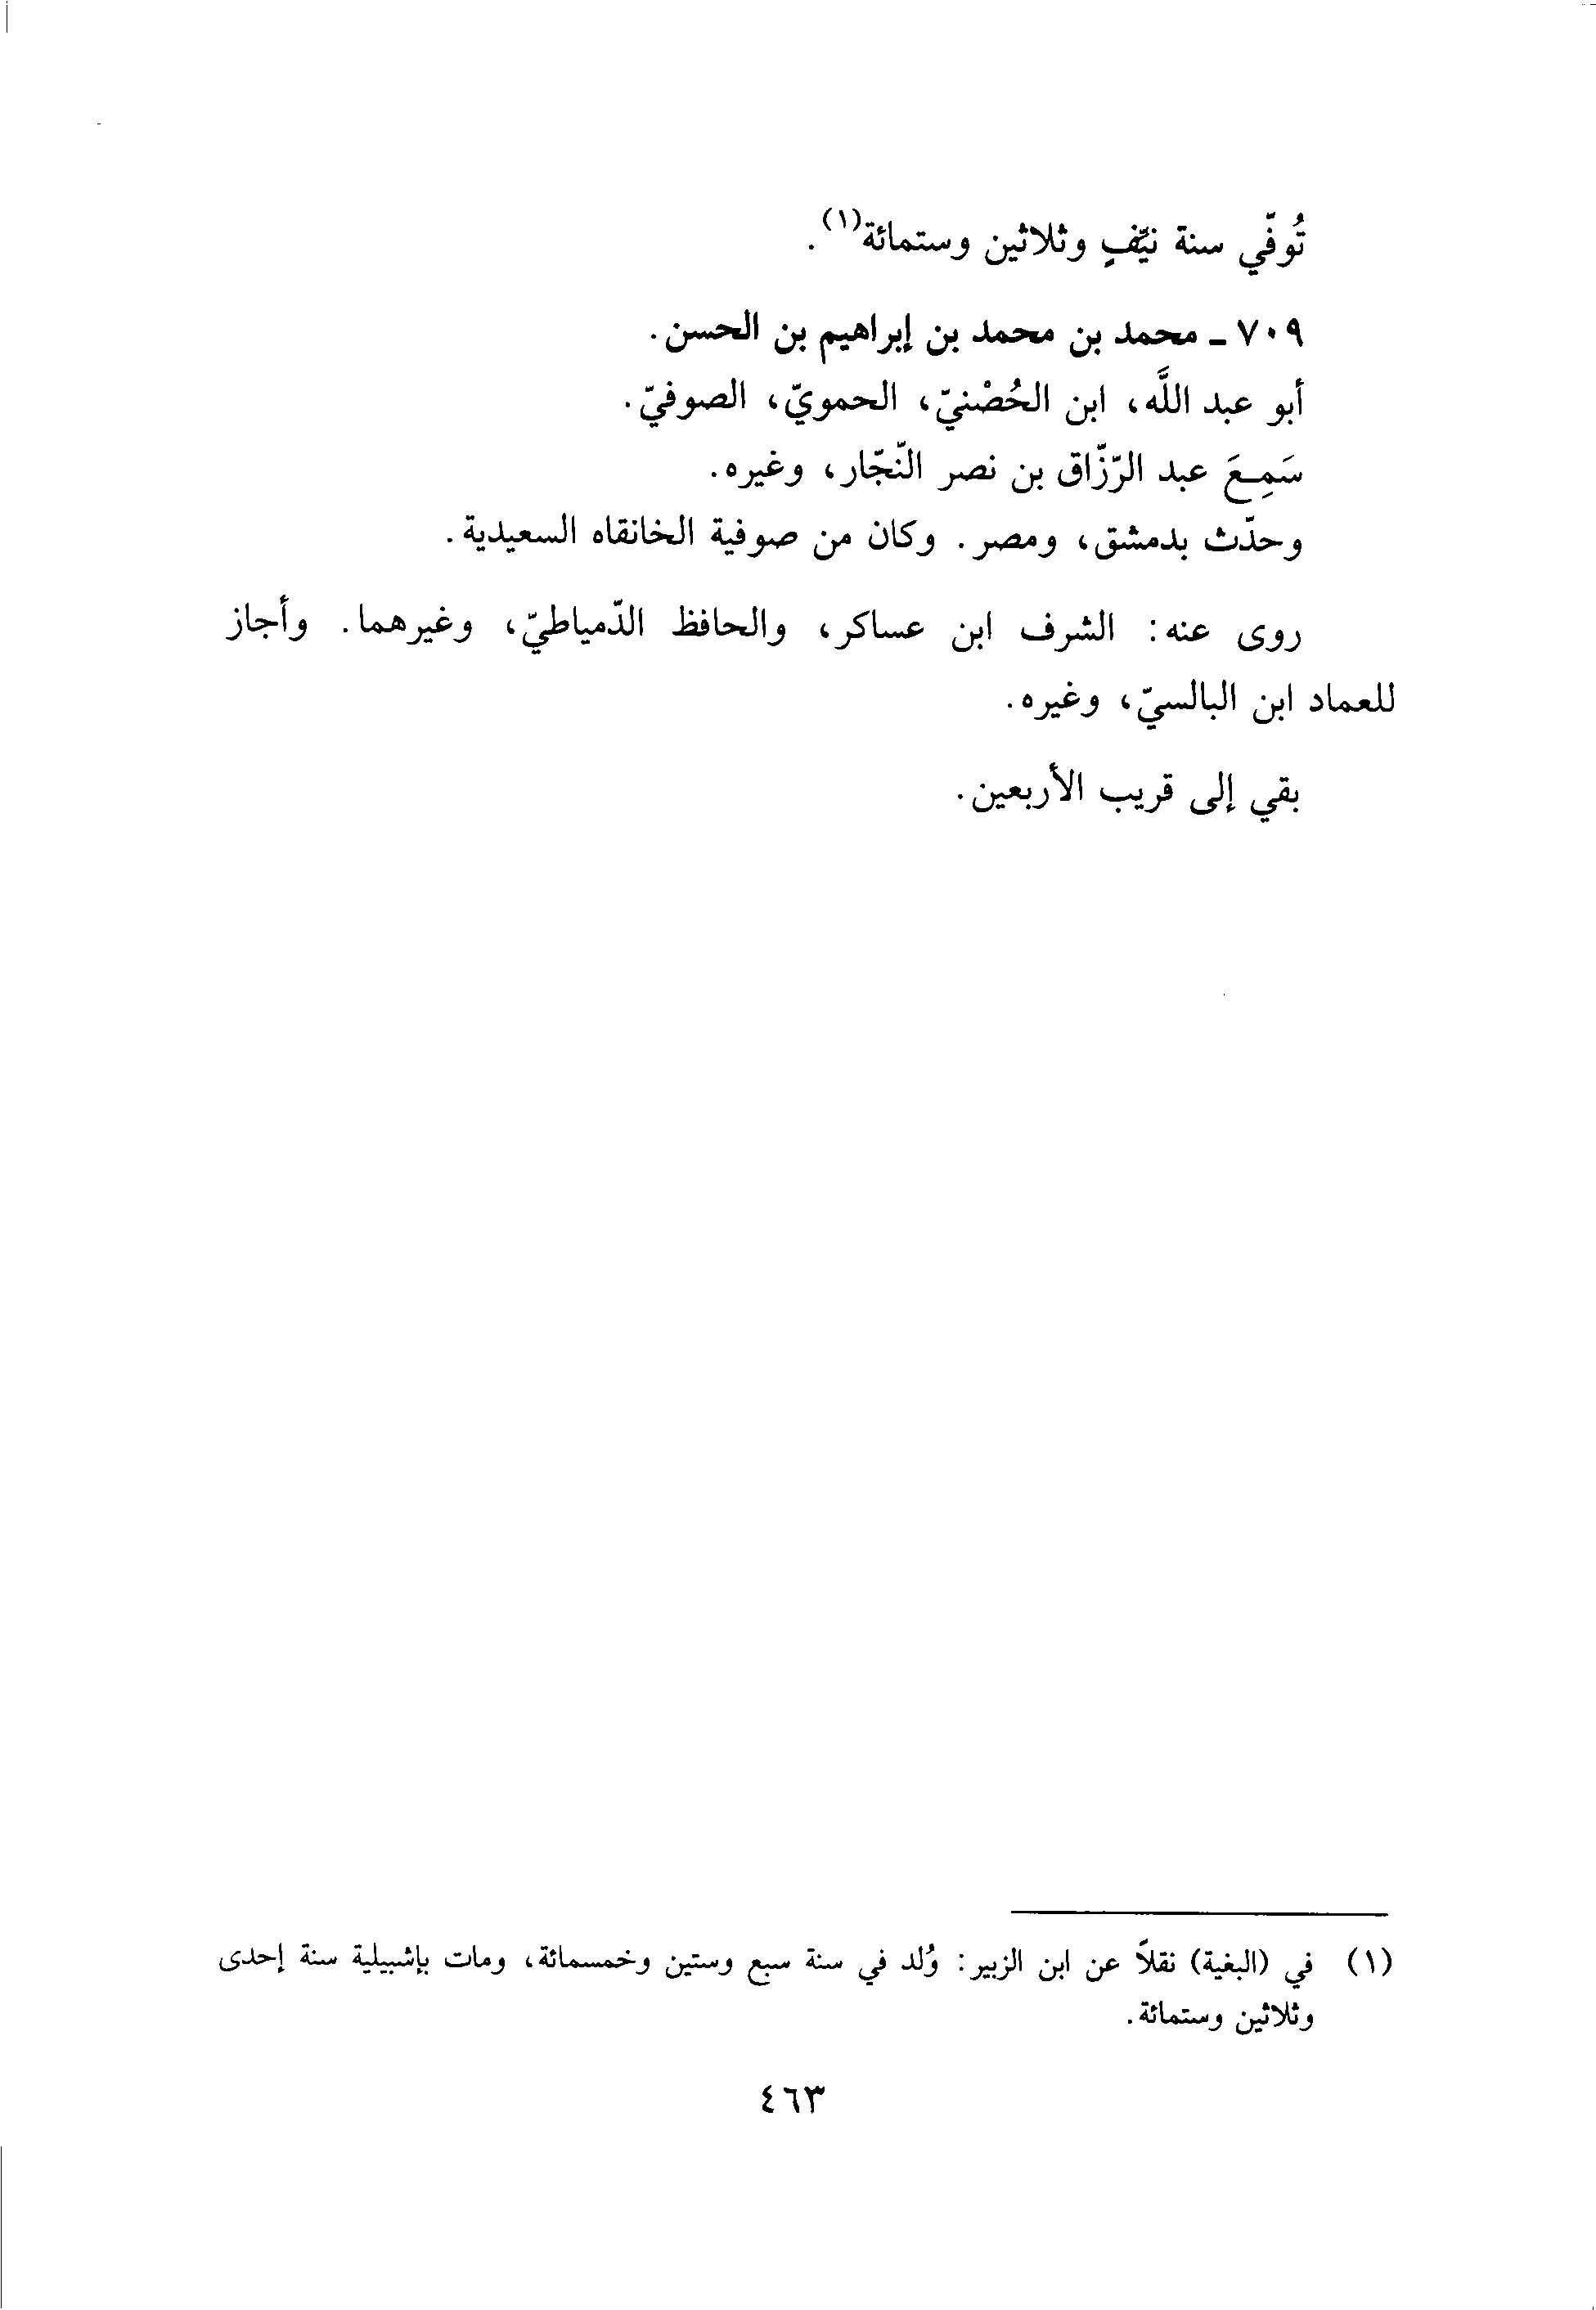 تُوفّي سنة نيّفٍ وثلاثين وستمائة(١).
٧٠٩ ـ محمد بن محمد بن إبراهيم بن الحسن.
أبو عبد اللَّه، ابن الحُصْنيّ، الحمويّ، الصوفيّ.
سَمِعَ عبد الرّزّاق بن نصر النّجّار، وغيره.
وحدّث بدمشق، ومصر. وكان من صوفية الخانقاه السعيدية.
روى عنه: الشرف ابن عساكر، والحافظ الدّمياطيّ، وغيرهما. وأجاز
للعماد ابن البالسيّ، وغيره.
بقي إلى قريب الأربعين.
(١) في (البغية) نقلاً عن ابن الزبير: وُلد في سنة سبع وستين وخمسمائة، ومات بإشبيلية سنة إحدى
وثلاثين وستمائة.
٤٦٣